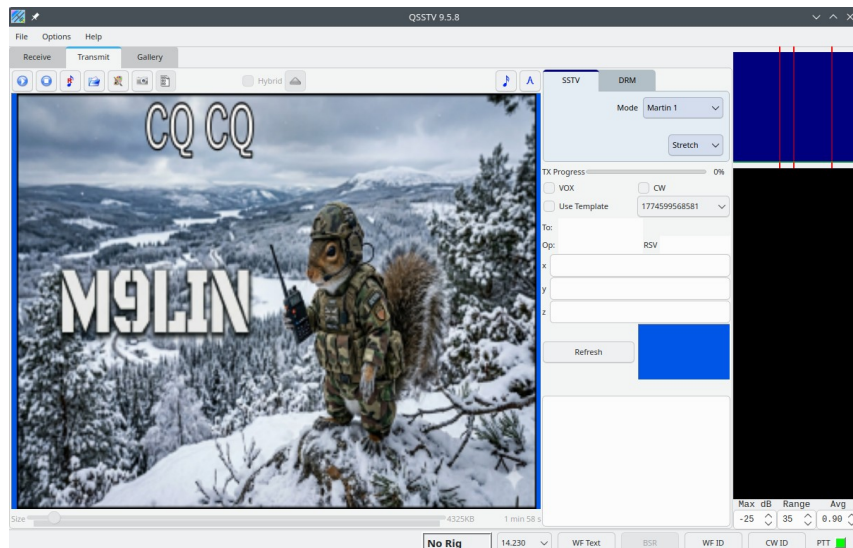 QSSTV 9.5.8
File Options Help
Receive Transmit Gallery
Hybrid
CQ CQ
M9LIN
SSTV DRM
Mode Martin 1
Stretch
TX Progress 0%
VOX CW
Use Template 1774599568581
To:
Op: RSV
x
y
z
Refresh
Size 4325KB 1 min 58 s
Max dB Range Avg
-25 35 0.90
No Rig 14.230 WF Text BSR WF ID CW ID PTT